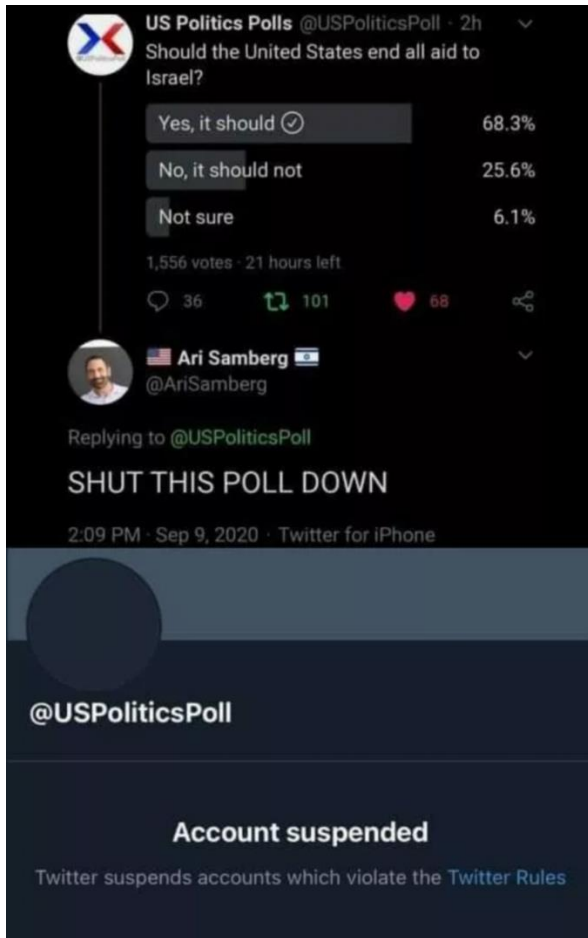 US Politics Polls @USPoliticsPoll · 2h
Should the United States end all aid to
Israel?
Yes, it should 68.3%
No, it should not 25.6%
Not sure 6.1%
1,556 votes · 21 hours left
36 101 68
Ari Samberg
@AriSamberg
Replying to @USPoliticsPoll
SHUT THIS POLL DOWN
2:09 PM · Sep 9, 2020 · Twitter for iPhone
@USPoliticsPoll
Account suspended
Twitter suspends accounts which violate the Twitter Rules